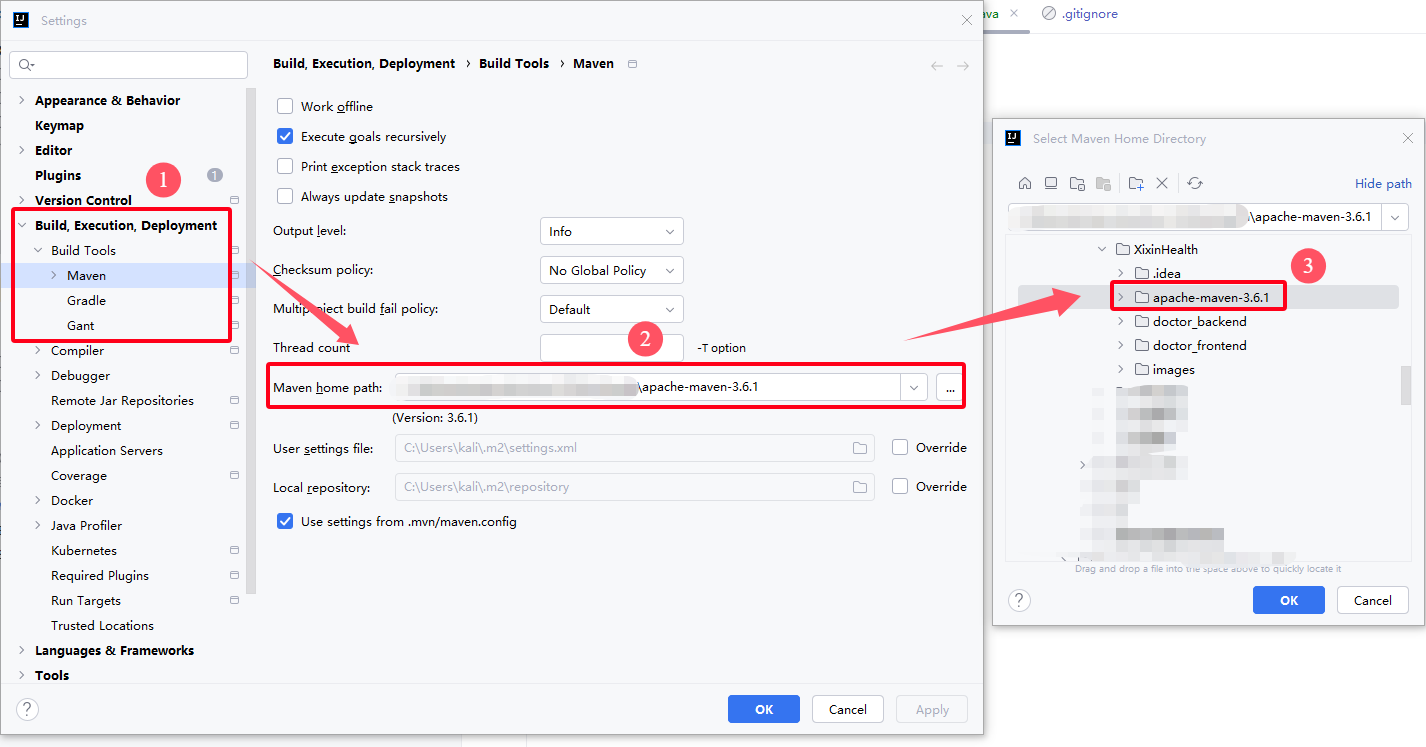 Settings
Build, Execution, Deployment › Build Tools › Maven
Appearance & Behavior
Keymap
Editor
Plugins
1
1
Version Control
Build, Execution, Deployment
Build Tools
Maven
Gradle
Gant
Compiler
Debugger
Remote Jar Repositories
Deployment
Application Servers
Coverage
Docker
Java Profiler
Kubernetes
Required Plugins
Run Targets
Trusted Locations
Languages & Frameworks
Tools
Work offline
Execute goals recursively
Print exception stack traces
Always update snapshots
Output level: Info
Checksum policy: No Global Policy
Multiproject build fail policy: Default
Thread count -T option
2
Maven home path: \apache-maven-3.6.1 ...
(Version: 3.6.1)
User settings file: C:\Users\kali\.m2\settings.xml Override
Local repository: C:\Users\kali\.m2\repository Override
Use settings from .mvn/maven.config
? OK Cancel Apply
ava .gitignore
Select Maven Home Directory
Hide path
\apache-maven-3.6.1
XixinHealth
3
.idea
apache-maven-3.6.1
doctor_backend
doctor_frontend
images
Drag and drop a file into the space above to quickly locate it
? OK Cancel